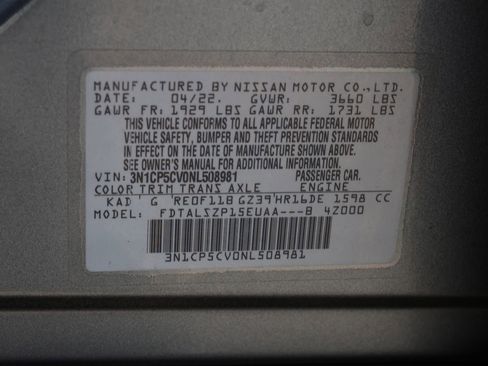 MANUFACTURED BY NISSAN MOTOR CO.,LTD.
DATE: 04/22. GVWR: 3660 LBS
GAWR FR: 1929 LBS GAWR RR: 1731 LBS
THIS VEHICLE CONFORMS TO ALL APPLICABLE FEDERAL MOTOR
VEHICLE SAFETY, BUMPER AND THEFT PREVENTION STANDARDS
IN EFFECT ON THE DATE OF MANUFACTURE SHOWN ABOVE.
SEE OWNER'S MANUAL FOR ADDITIONAL INFORMATION.
VIN: 3N1CP5CV0NL508981 PASSENGER CAR.
COLOR TRIM TRANS AXLE ENGINE
KAD G RE0F11B GZ39 HR16DE 1598 CC
MODEL: FDTALSZP15EUAA---B 4Z000
3N1CP5CV0NL508981